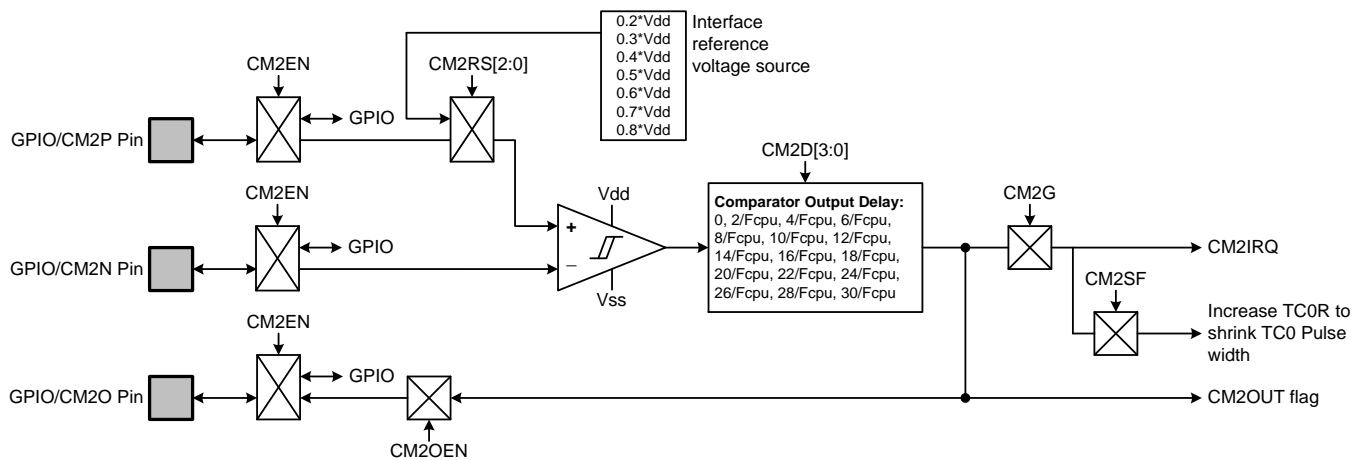 0.2*Vdd
0.3*Vdd
0.4*Vdd
0.5*Vdd
0.6*Vdd
0.7*Vdd
0.8*Vdd
Interface
reference
voltage source
CM2EN
CM2RS[2:0]
GPIO
GPIO/CM2P Pin
CM2D[3:0]
CM2EN
Vdd
Comparator Output Delay:
0, 2/Fcpu, 4/Fcpu, 6/Fcpu,
8/Fcpu, 10/Fcpu, 12/Fcpu,
14/Fcpu, 16/Fcpu, 18/Fcpu,
20/Fcpu, 22/Fcpu, 24/Fcpu,
26/Fcpu, 28/Fcpu, 30/Fcpu
CM2G
+
GPIO
CM2IRQ
GPIO/CM2N Pin
–
Vss
CM2SF
Increase TC0R to
shrink TC0 Pulse
width
CM2EN
GPIO
GPIO/CM2O Pin
CM2OUT flag
CM2OEN